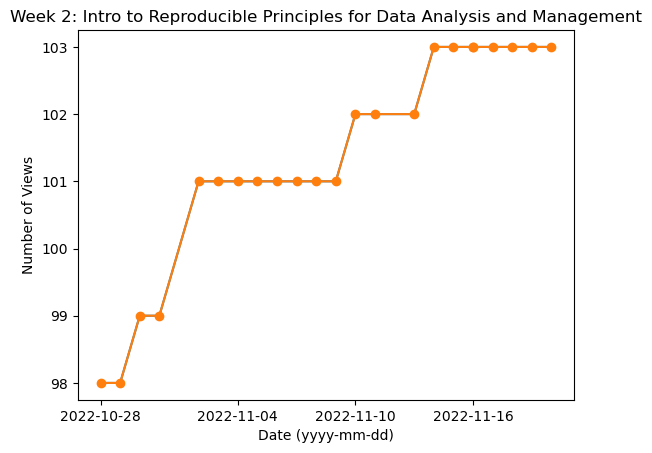 Week 2: Intro to Reproducible Principles for Data Analysis and Management
103
102
101
100
99
98
Number of Views
2022-10-28 2022-11-04 2022-11-10 2022-11-16
Date (yyyy-mm-dd)